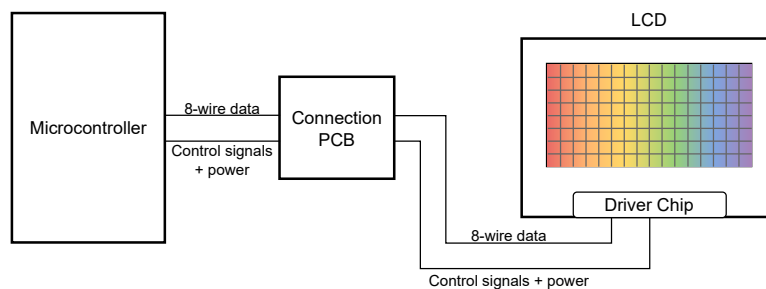 LCD
Microcontroller
8-wire data
Control signals
+ power
Connection
PCB
Driver Chip
8-wire data
Control signals + power